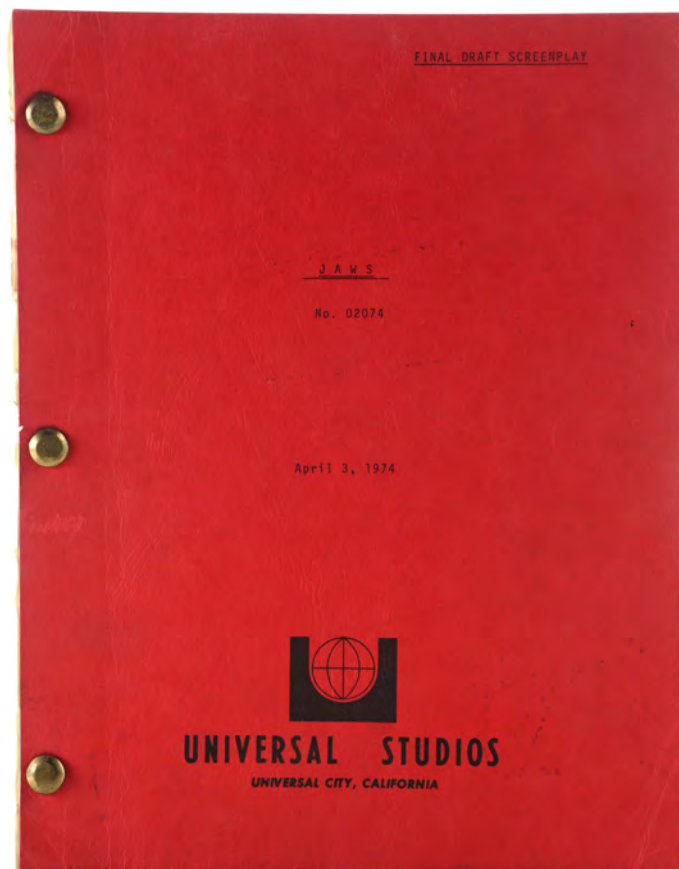 FINAL DRAFT SCREENPLAY
J A W S
No. 02074
April 3, 1974
UNIVERSAL STUDIOS
UNIVERSAL CITY, CALIFORNIA